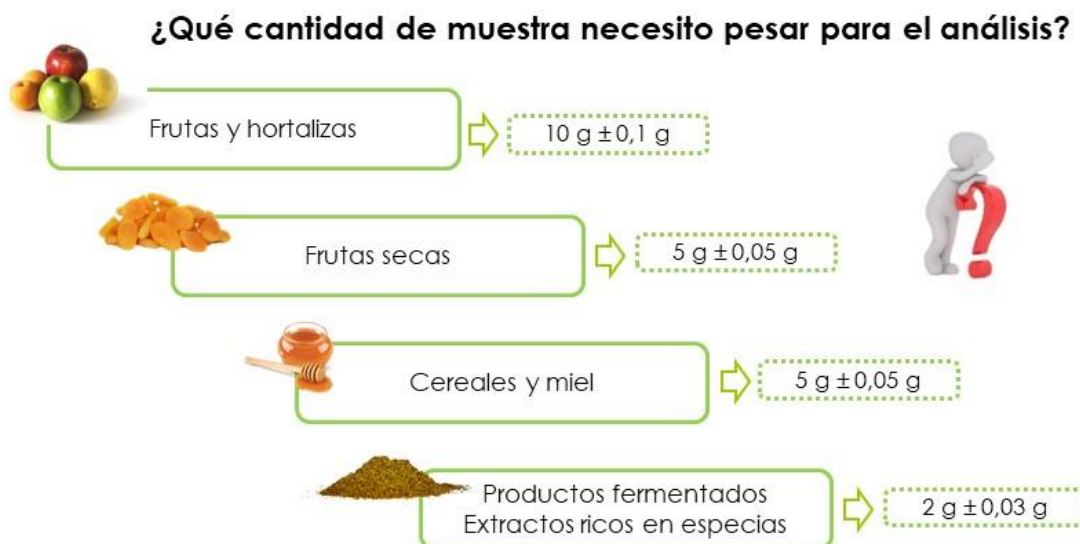 ¿Qué cantidad de muestra necesito pesar para el análisis?
Frutas y hortalizas
10 g ± 0,1 g
Frutas secas
5 g ± 0,05 g
Cereales y miel
5 g ± 0,05 g
Productos fermentados
Extractos ricos en especias
2 g ± 0,03 g